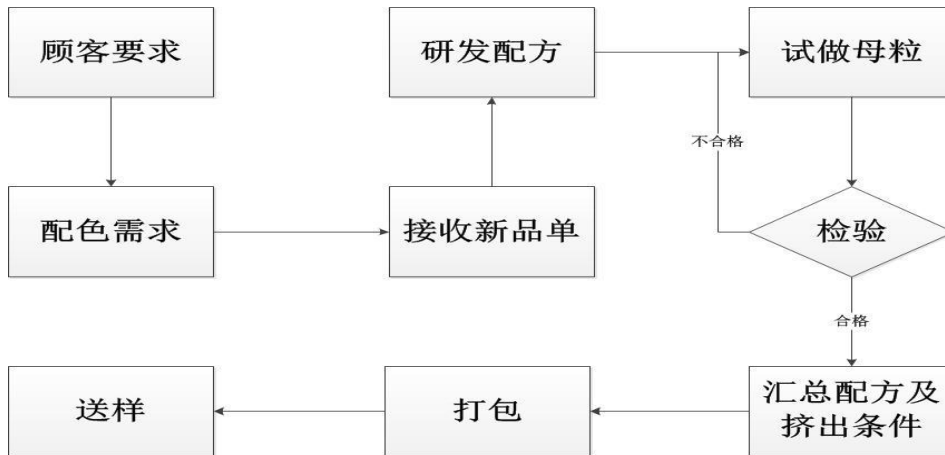 顾客要求
研发配方
试做母粒
不合格
配色需求
接收新品单
检验
合格
送样
打包
汇总配方及
挤出条件